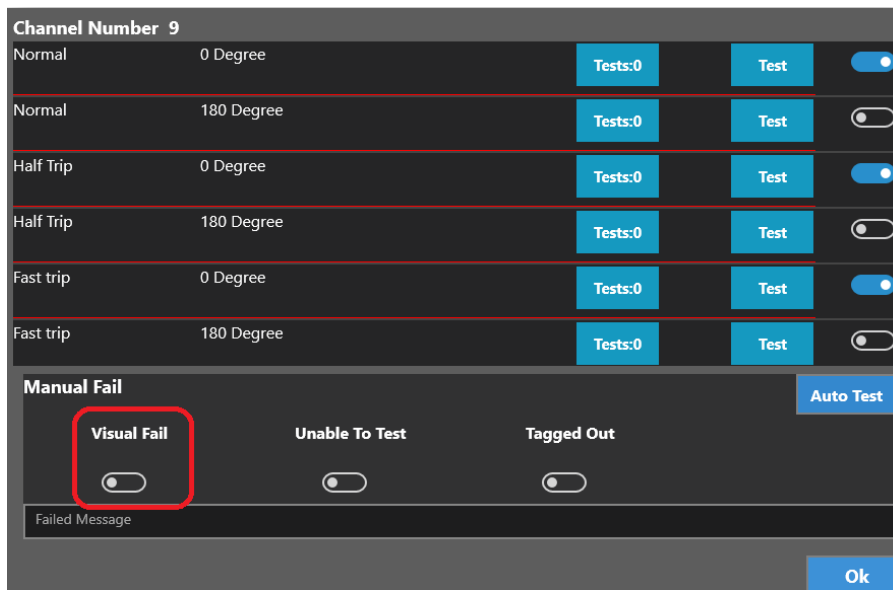 Channel Number 9
Normal 0 Degree Tests:0 Test
Normal 180 Degree Tests:0 Test
Half Trip 0 Degree Tests:0 Test
Half Trip 180 Degree Tests:0 Test
Fast trip 0 Degree Tests:0 Test
Fast trip 180 Degree Tests:0 Test
Manual Fail Auto Test
Visual Fail Unable To Test Tagged Out
Failed Message
Ok